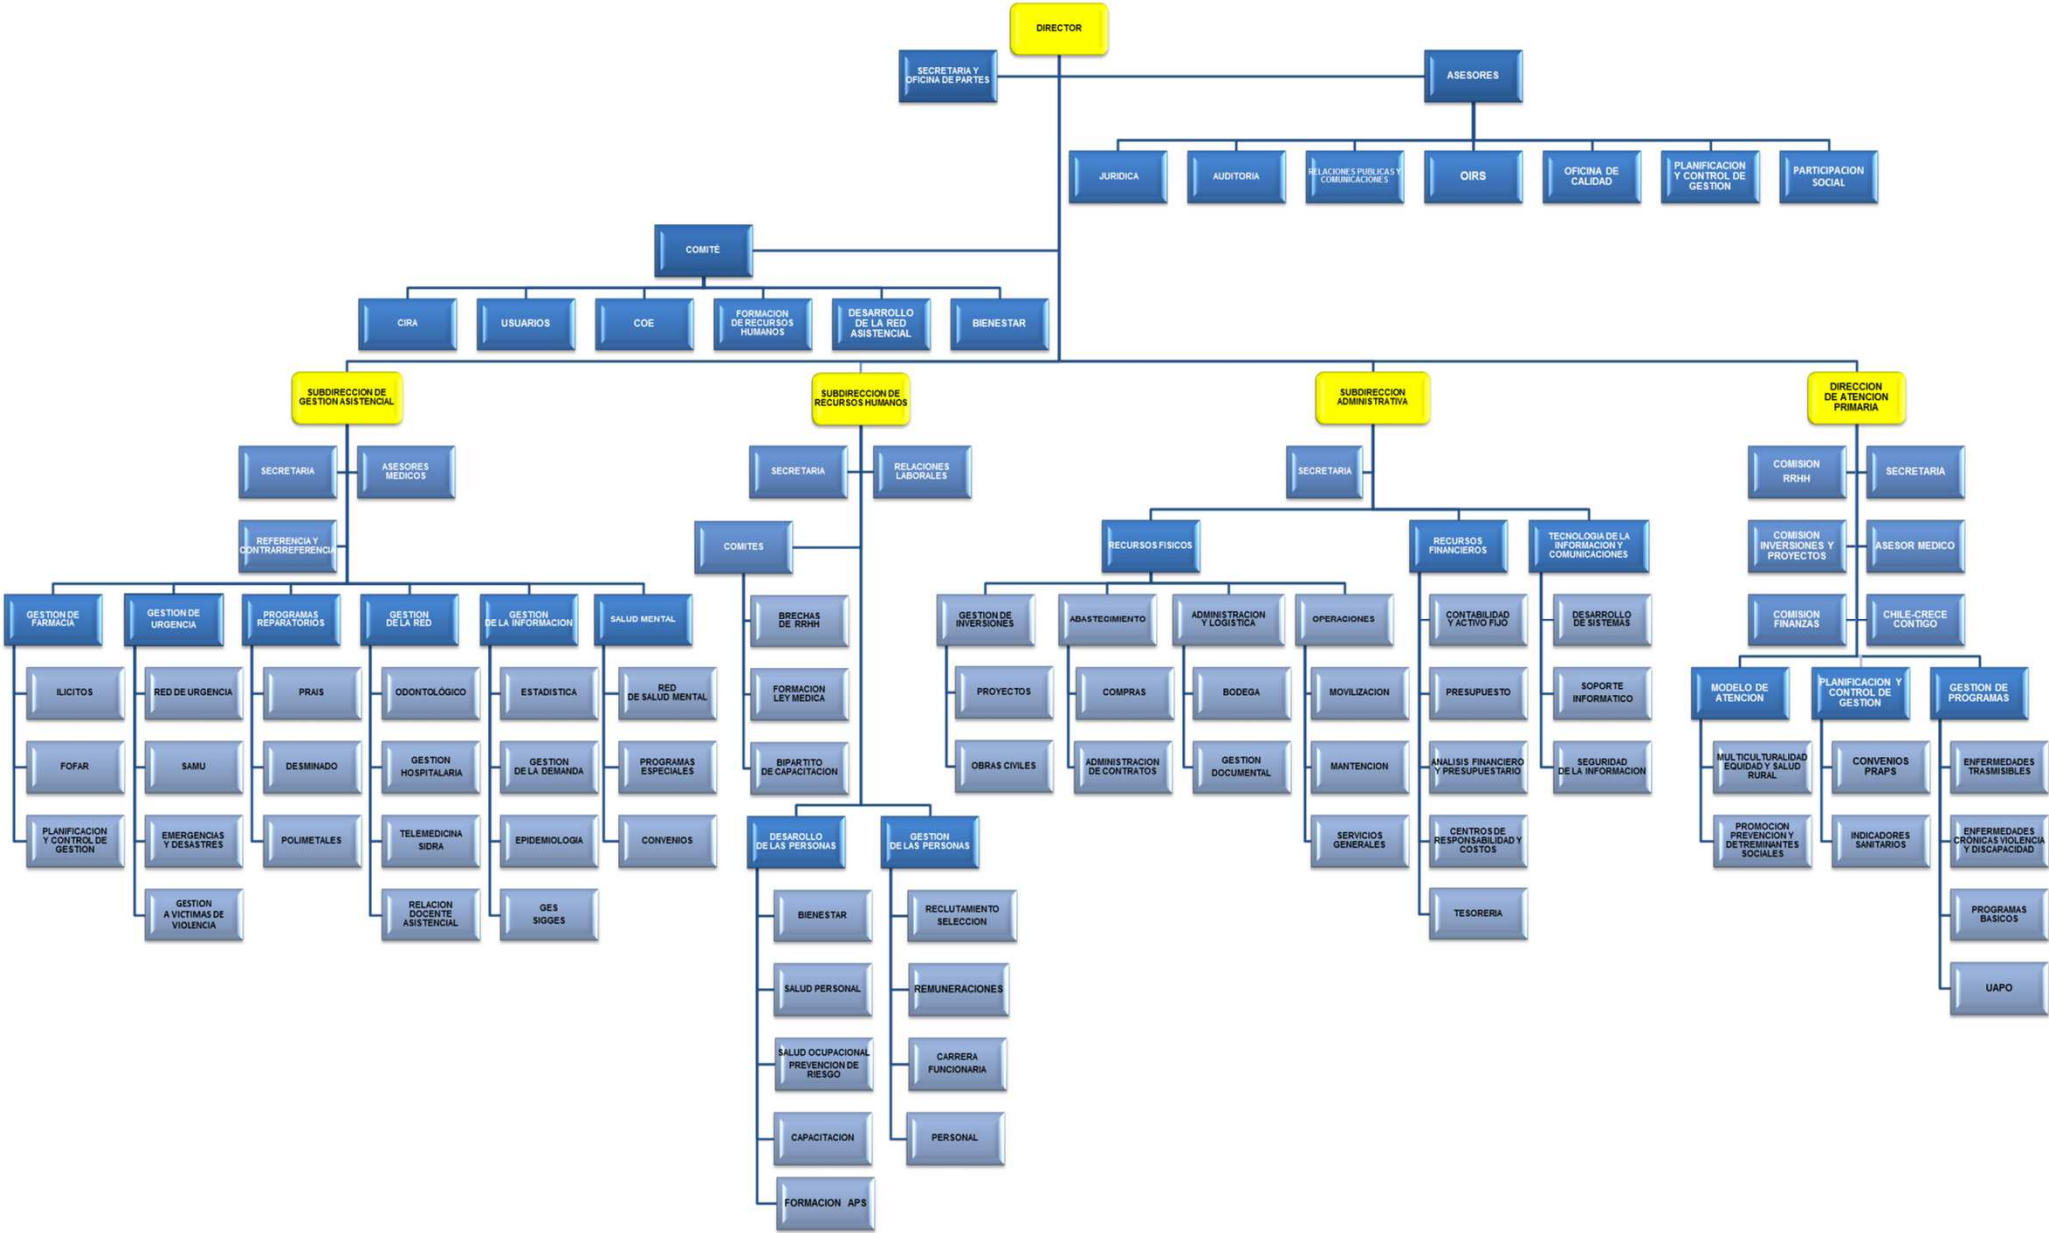 DIRECTOR
SECRETARIA Y
OFICINA DE PARTES
ASESORES
JURIDICA
AUDITORIA
RELACIONES PUBLICAS Y
COMUNICACIONES
OIRS
OFICINA DE
CALIDAD
PLANIFICACION
Y CONTROL DE
GESTION
PARTICIPACION
SOCIAL
COMITÉ
CIRA
USUARIOS
COE
FORMACION
DE RECURSOS
HUMANOS
DESARROLLO
DE LA RED
ASISTENCIAL
BIENESTAR
SUBDIRECCION DE
GESTION ASISTENCIAL
SECRETARIA
ASESORES
MEDICOS
REFERENCIA Y
CONTRARREFERENCIA
GESTION DE
FARMACIA
ILICITOS
FOFAR
PLANIFICACION
Y CONTROL DE
GESTION
GESTION DE
URGENCIA
RED DE URGENCIA
SAMU
EMERGENCIAS
Y DESASTRES
GESTION
A VICTIMAS DE
VIOLENCIA
PROGRAMAS
REPARATORIOS
PRAIS
DESMINADO
POLIMETALES
GESTION
DE LA RED
ODONTOLÓGICO
GESTION
HOSPITALARIA
TELEMEDICINA
SIDRA
RELACION
DOCENTE
ASISTENCIAL
GESTION
DE LA INFORMACION
ESTADISTICA
GESTION
DE LA DEMANDA
EPIDEMIOLOGIA
GES
SIGGES
SALUD MENTAL
RED
DE SALUD MENTAL
PROGRAMAS
ESPECIALES
CONVENIOS
SUBDIRECCION DE
RECURSOS HUMANOS
SECRETARIA
RELACIONES
LABORALES
COMITES
BRECHAS
DE RRHH
FORMACION
LEY MEDICA
BIPARTITO
DE CAPACITACION
DESAROLLO
DE LAS PERSONAS
BIENESTAR
SALUD PERSONAL
SALUD OCUPACIONAL
PREVENCION DE
RIESGO
CAPACITACION
FORMACION APS
GESTION
DE LAS PERSONAS
RECLUTAMIENTO
SELECCION
REMUNERACIONES
CARRERA
FUNCIONARIA
PERSONAL
SUBDIRECCION
ADMINISTRATIVA
SECRETARIA
RECURSOS FISICOS
GESTION DE
INVERSIONES
PROYECTOS
OBRAS CIVILES
ABASTECIMIENTO
COMPRAS
ADMINISTRACION
DE CONTRATOS
ADMINISTRACION
Y LOGISTICA
BODEGA
GESTION
DOCUMENTAL
OPERACIONES
MOVILIZACION
MANTENCION
SERVICIOS
GENERALES
RECURSOS
FINANCIEROS
CONTABILIDAD
Y ACTIVO FIJO
PRESUPUESTO
ANALISIS FINANCIERO
Y PRESUPUESTARIO
CENTROS DE
RESPONSABILIDAD Y
COSTOS
TESORERIA
TECNOLOGIA DE LA
INFORMACION Y
COMUNICACIONES
DESARROLLO
DE SISTEMAS
SOPORTE
INFORMATICO
SEGURIDAD
DE LA INFORMACION
DIRECCION
DE ATENCION
PRIMARIA
COMISION
RRHH
SECRETARIA
COMISION
INVERSIONES Y
PROYECTOS
ASESOR MEDICO
COMISION
FINANZAS
CHILE-CRECE
CONTIGO
MODELO DE
ATENCION
MULTICULTURALIDAD
EQUIDAD Y SALUD
RURAL
PROMOCION
PREVENCION Y
DETREMINANTES
SOCIALES
PLANIFICACION Y
CONTROL DE
GESTION
CONVENIOS
PRAPS
INDICADORES
SANITARIOS
GESTION DE
PROGRAMAS
ENFERMEDADES
TRASMISIBLES
ENFERMEDADES
CRÓNICAS VIOLENCIA
Y DISCAPACIDAD
PROGRAMAS
BASICOS
UAPO